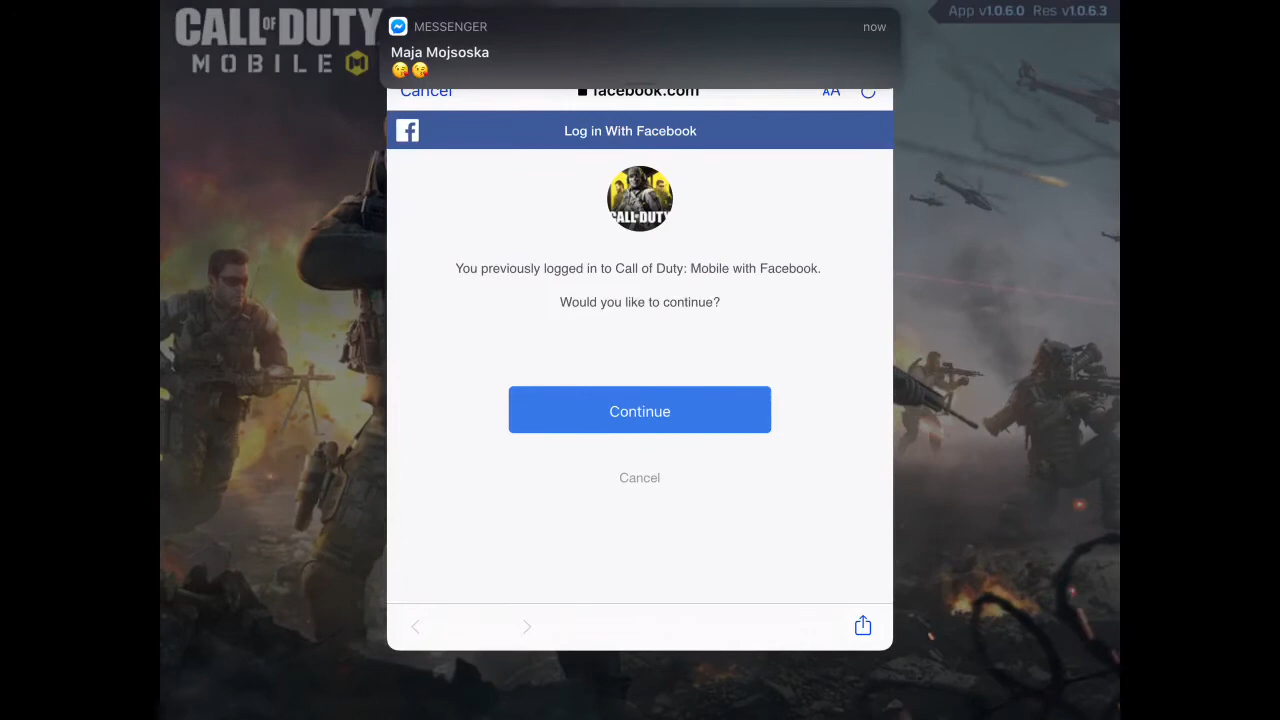 CALL OF DUTY
MOBILE
App v1.0.6.0 Res v1.0.6.3
MESSENGER
now
Maja Mojsoska
😘😘
Cancel
facebook.com
AA
f
Log in With Facebook
CALL OF DUTY
You previously logged in to Call of Duty: Mobile with Facebook.
Would you like to continue?
Continue
Cancel